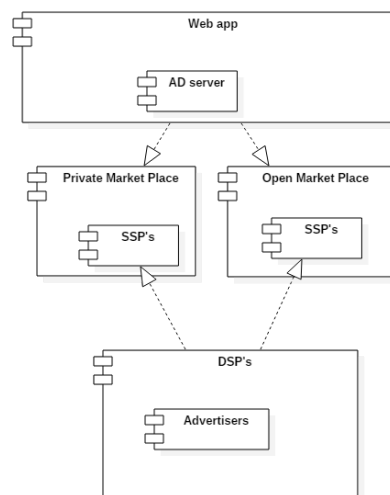 Web app
AD server
Private Market Place
Open Market Place
SSP's
SSP's
DSP's
Advertisers